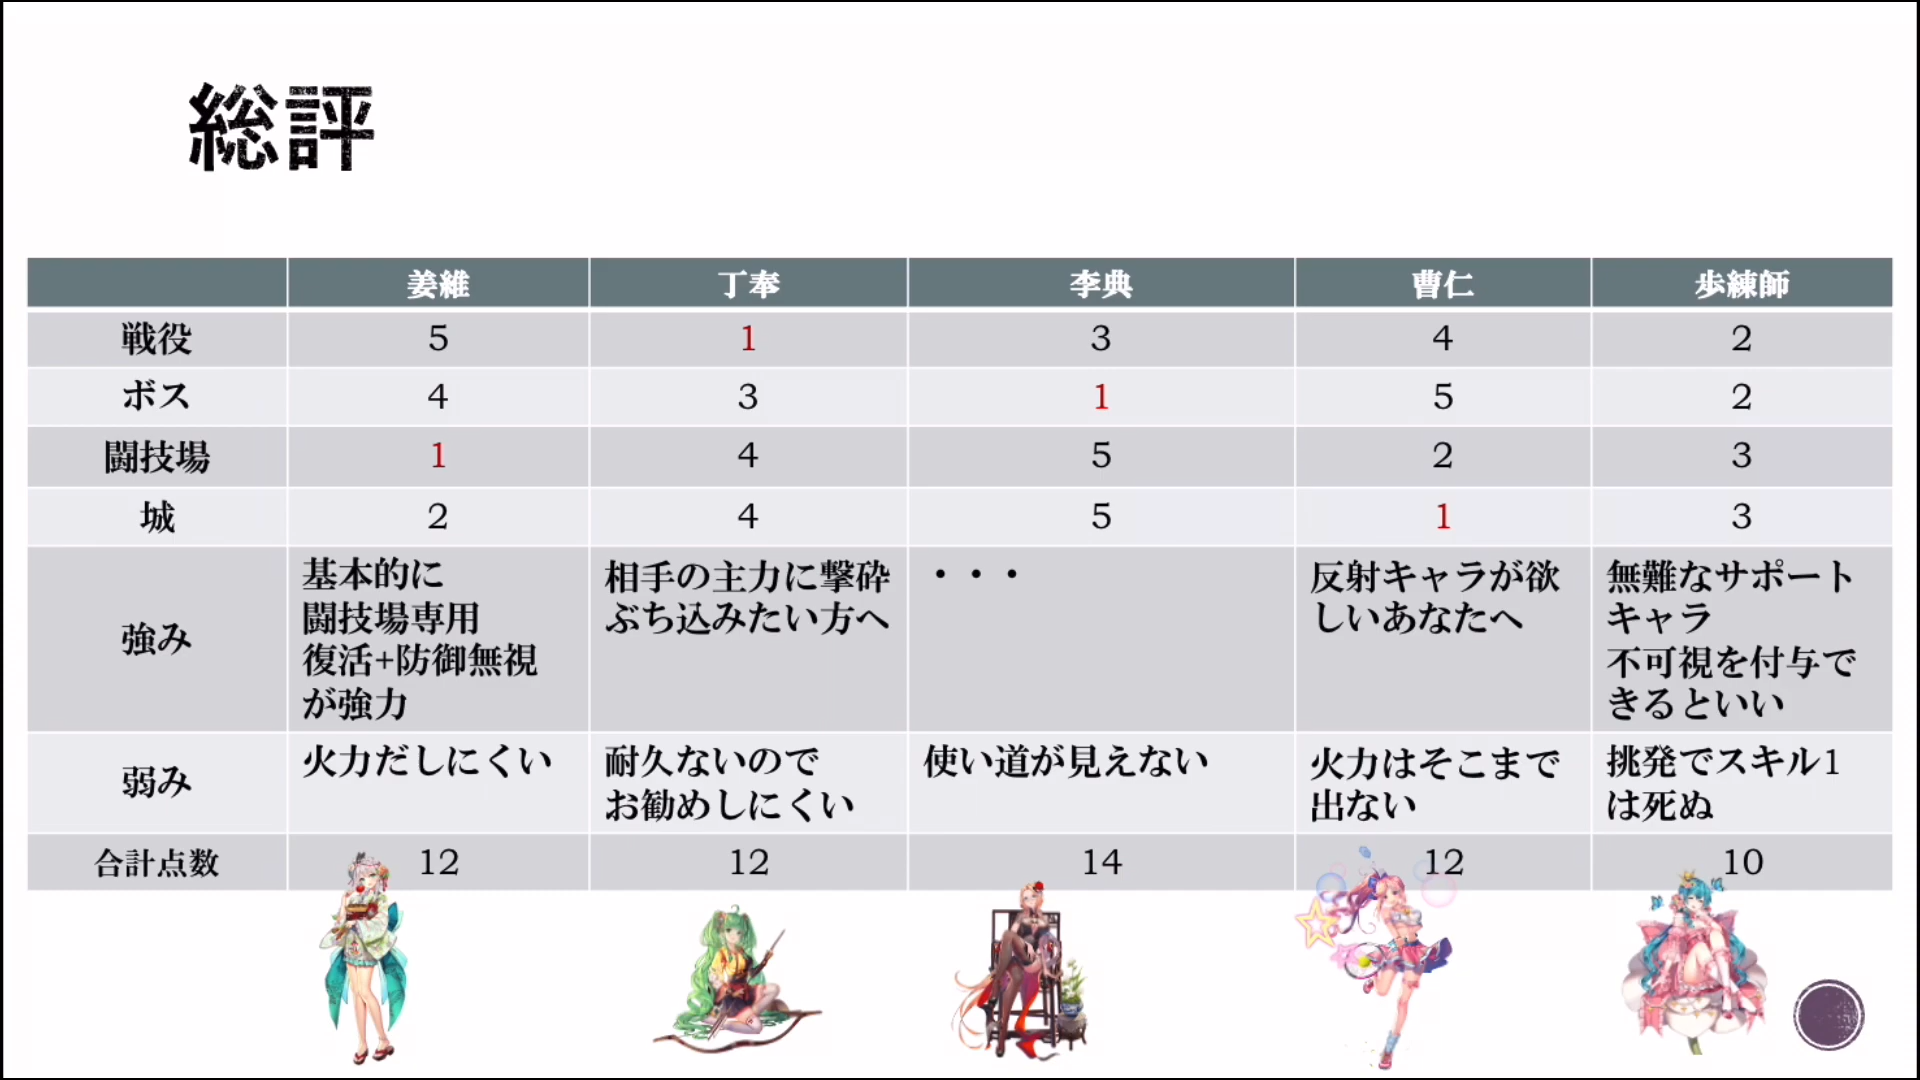 総評
姜維 丁奉 李典 曹仁 歩練師
戦役 5 1 3 4 2
ボス 4 3 1 5 2
闘技場 1 4 5 2 3
城 2 4 5 1 3
強み
基本的に
闘技場専用
復活+防御無視
が強力
相手の主力に撃砕
ぶち込みたい方へ
・・・
反射キャラが欲
しいあなたへ
無難なサポート
キャラ
不可視を付与で
きるといい
弱み
火力だしにくい
耐久ないので
お勧めしにくい
使い道が見えない
火力はそこまで
出ない
挑発でスキル1
は死ぬ
合計点数 12 12 14 12 10